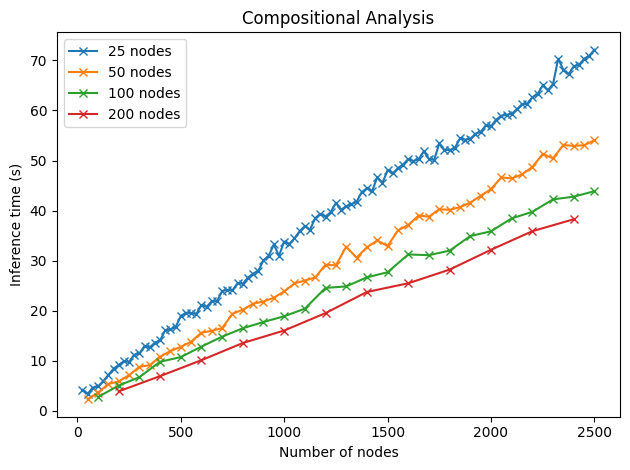 Compositional Analysis
25 nodes
50 nodes
100 nodes
200 nodes
Inference time (s)
70
60
50
40
30
20
10
0
0 500 1000 1500 2000 2500
Number of nodes